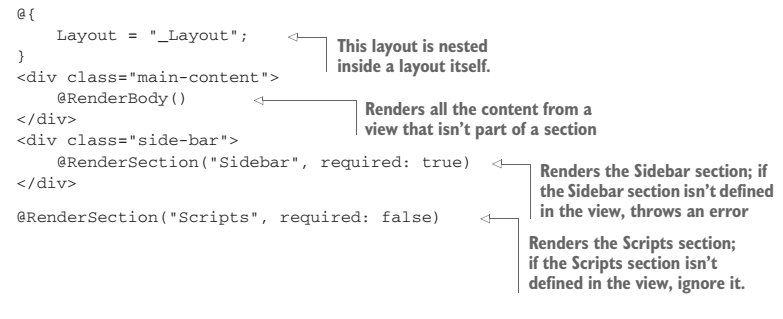 @{
Layout = "_Layout";
This layout is nested
inside a layout itself.
}
<div class="main-content">
@RenderBody()
Renders all the content from a
view that isn't part of a section
</div>
<div class="side-bar">
@RenderSection("Sidebar", required: true)
Renders the Sidebar section; if
the Sidebar section isn't defined
in the view, throws an error
</div>
@RenderSection("Scripts", required: false)
Renders the Scripts section;
if the Scripts section isn't
defined in the view, ignore it.